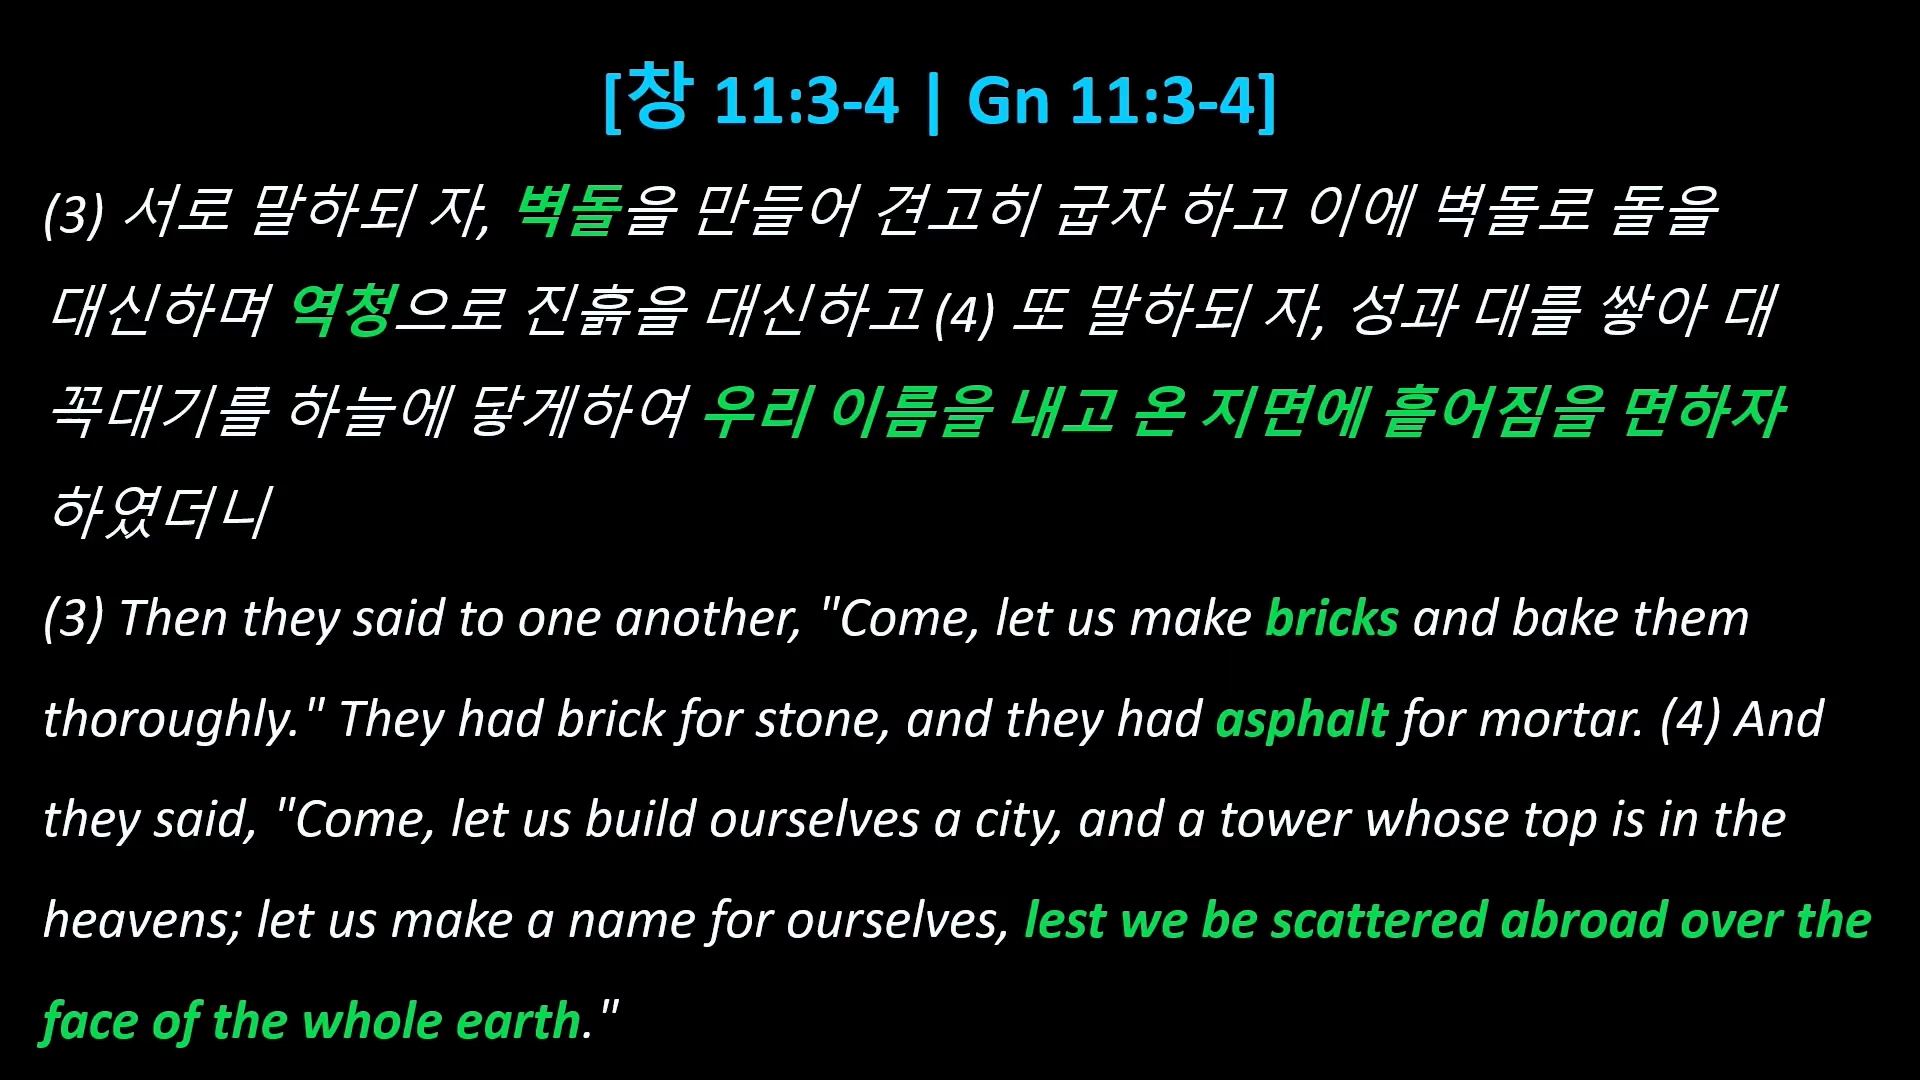 [창 11:3-4 | Gn 11:3-4]
(3) 서로 말하되 자, 벽돌을 만들어 견고히 굽자 하고 이에 벽돌로 돌을
대신하며 역청으로 진흙을 대신하고 (4) 또 말하되 자, 성과 대를 쌓아 대
꼭대기를 하늘에 닿게하여 우리 이름을 내고 온 지면에 흩어짐을 면하자
하였더니
(3) Then they said to one another, "Come, let us make bricks and bake them
thoroughly." They had brick for stone, and they had asphalt for mortar. (4) And
they said, "Come, let us build ourselves a city, and a tower whose top is in the
heavens; let us make a name for ourselves, lest we be scattered abroad over the
face of the whole earth."